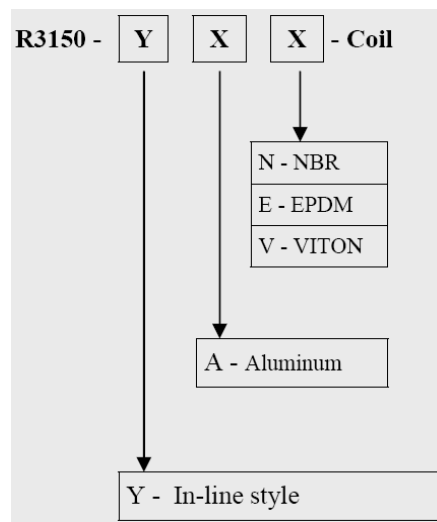 R3150 - Y X X - Coil
N - NBR
E - EPDM
V - VITON
A - Aluminum
Y - In-line style